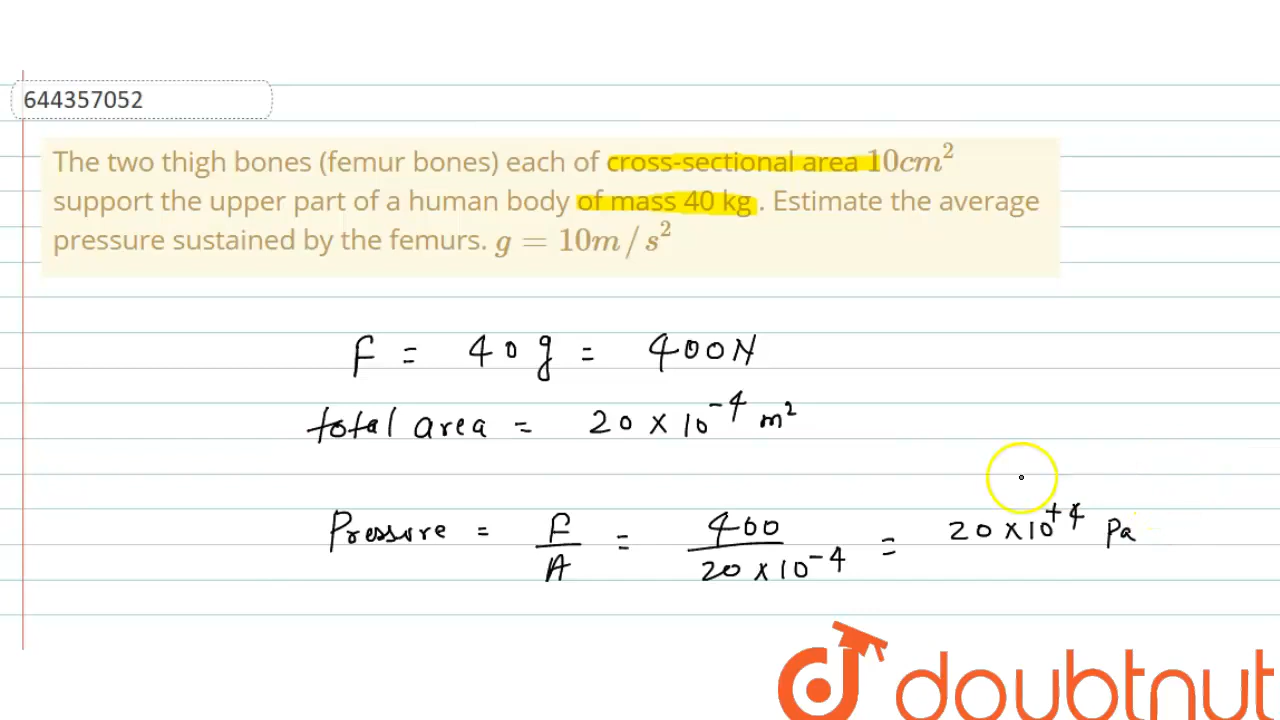 644357052
The two thigh bones (femur bones) each of cross-sectional area 10cm²
support the upper part of a human body of mass 40 kg . Estimate the average
pressure sustained by the femurs. g = 10m/s²
F = 40g = 400N
total area = 20 × 10⁻⁴ m²
Pressure = F/A = 400/20 × 10⁻⁴ = 20 × 10⁺⁴ Pa
doubtnut